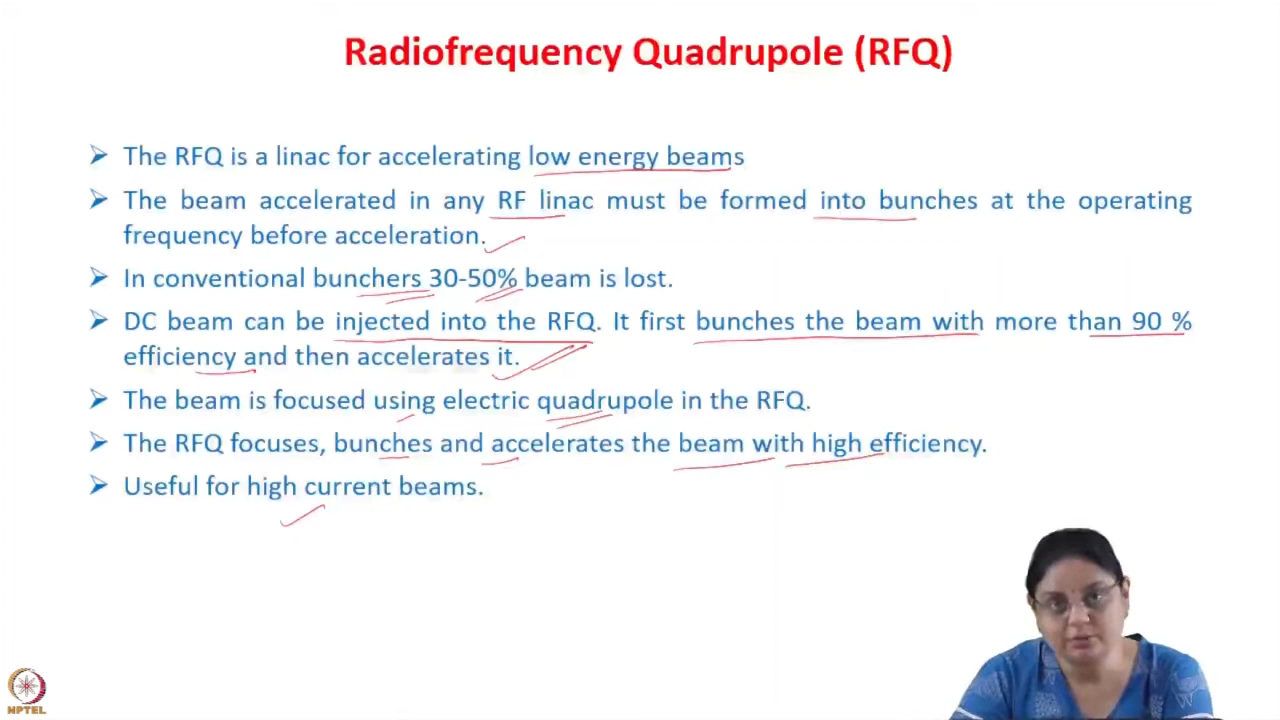 Radiofrequency Quadrupole (RFQ)
➢ The RFQ is a linac for accelerating low energy beams
➢ The beam accelerated in any RF linac must be formed into bunches at the operating
frequency before acceleration.
➢ In conventional bunchers 30-50% beam is lost.
➢ DC beam can be injected into the RFQ. It first bunches the beam with more than 90 %
efficiency and then accelerates it.
➢ The beam is focused using electric quadrupole in the RFQ.
➢ The RFQ focuses, bunches and accelerates the beam with high efficiency.
➢ Useful for high current beams.
NPTEL